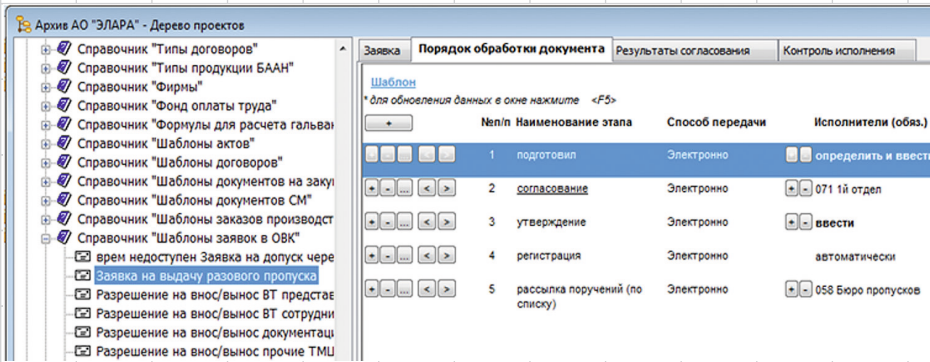 Архив АО "ЭЛАРА" - Дерево проектов
Справочник "Типы договоров"
Справочник "Типы продукции БААН"
Справочник "Фирмы"
Справочник "Фонд оплаты труда"
Справочник "Формулы для расчета гальван
Справочник "Шаблоны актов"
Справочник "Шаблоны договоров"
Справочник "Шаблоны документов на заку
Справочник "Шаблоны документов СМ"
Справочник "Шаблоны заказов производст
Справочник "Шаблоны заявок в ОВК"
врем недоступен Заявка на допуск чере
Заявка на выдачу разового пропуска
Разрешение на внос/вынос ВТ представ
Разрешение на внос/вынос ВТ сотрудни
Разрешение на внос/вынос документац
Разрешение на внос/вынос прочие ТМЦ
Заявка Порядок обработки документа Результаты согласования Контроль исполнения
Шаблон
* для обновления данных в окне нажмите <F5>
+ №п/п Наименование этапа Способ передачи Исполнители (обяз.)
+ - ... < > 1 подготовил Электронно + - определить и ввест
+ - ... < > 2 согласование Электронно + - 071 1й отдел
+ - ... < > 3 утверждение Электронно + - ввести
+ - ... < > 4 регистрация Электронно автоматически
+ - ... < > 5 рассылка поручений (по Электронно + - 058 Бюро пропусков
списку)